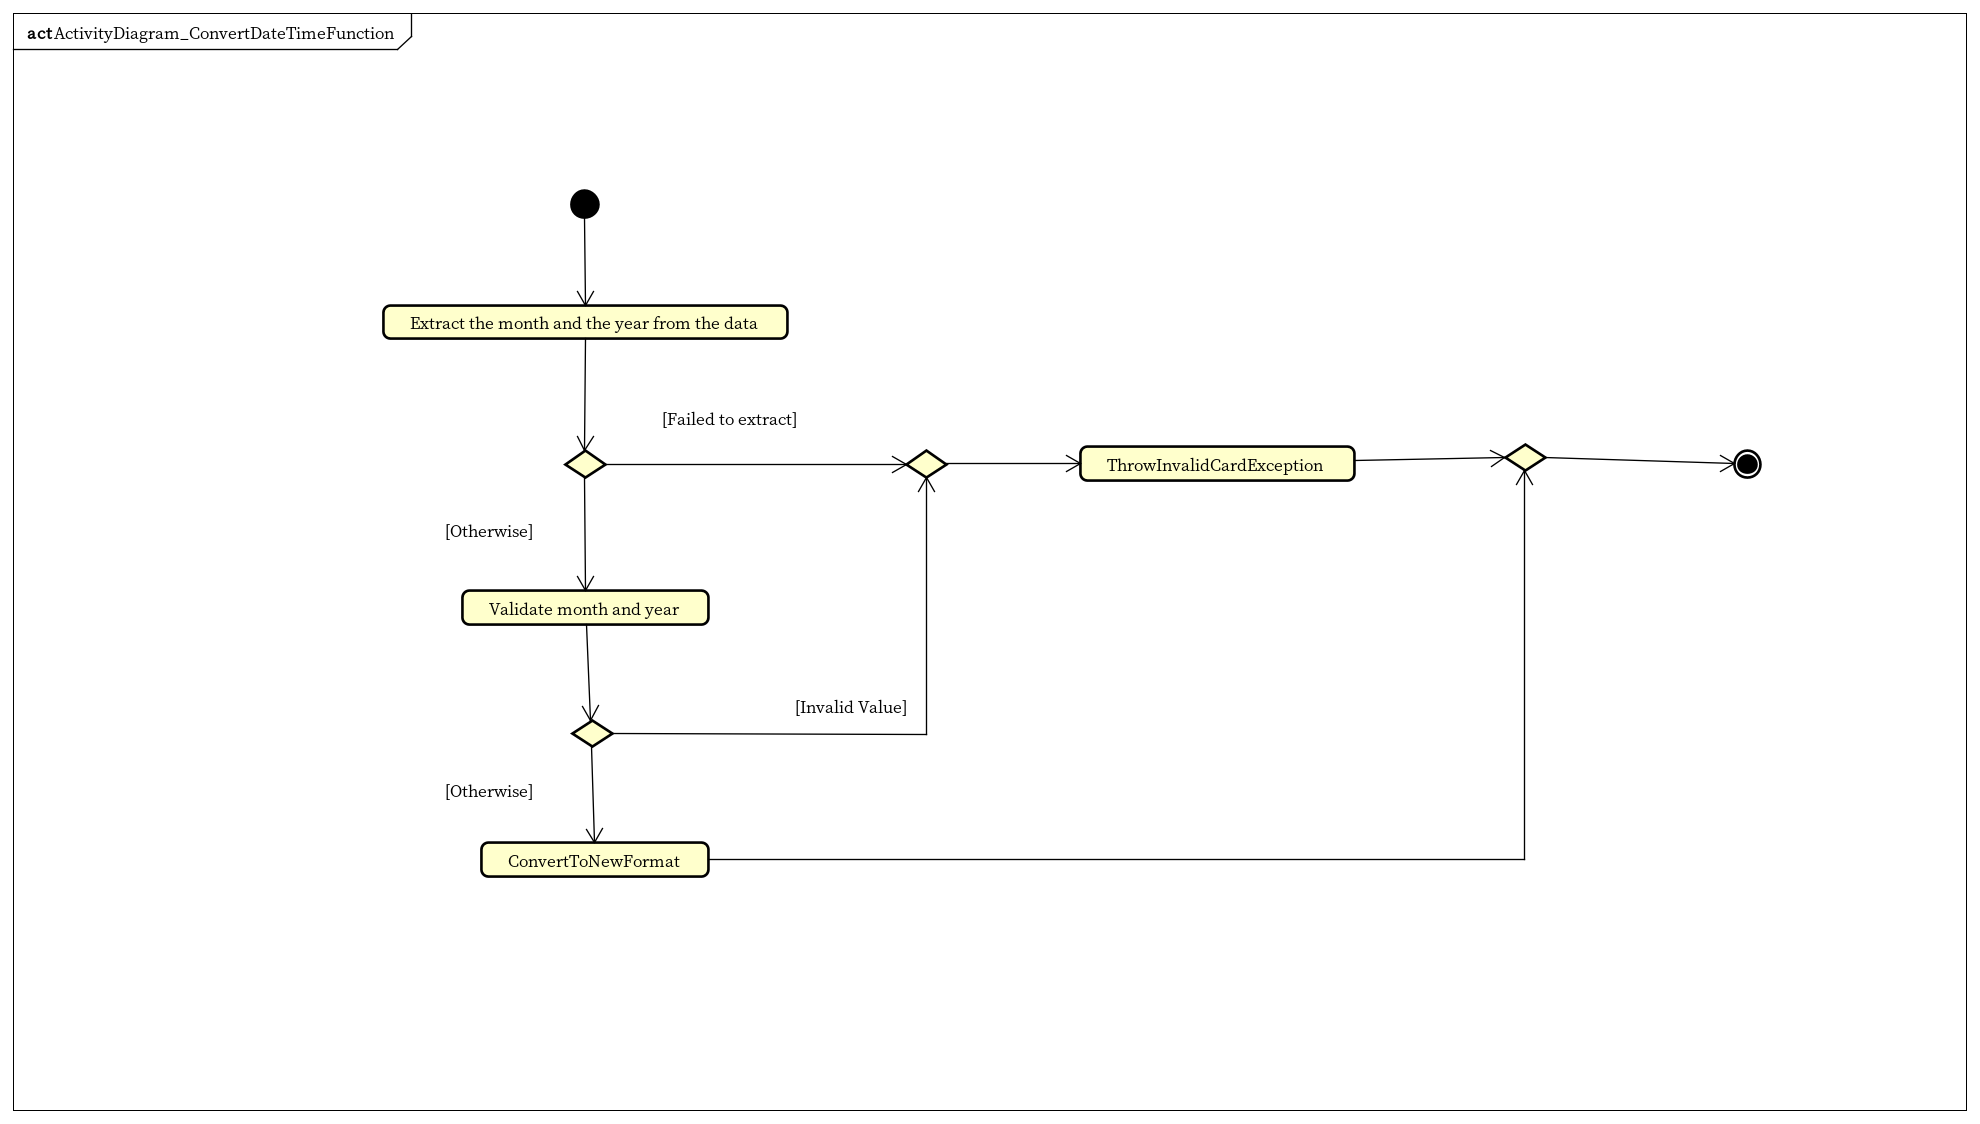 act ActivityDiagram_ConvertDateTimeFunction
Extract the month and the year from the data
[Failed to extract]
ThrowInvalidCardException
[Otherwise]
Validate month and year
[Invalid Value]
[Otherwise]
ConvertToNewFormat